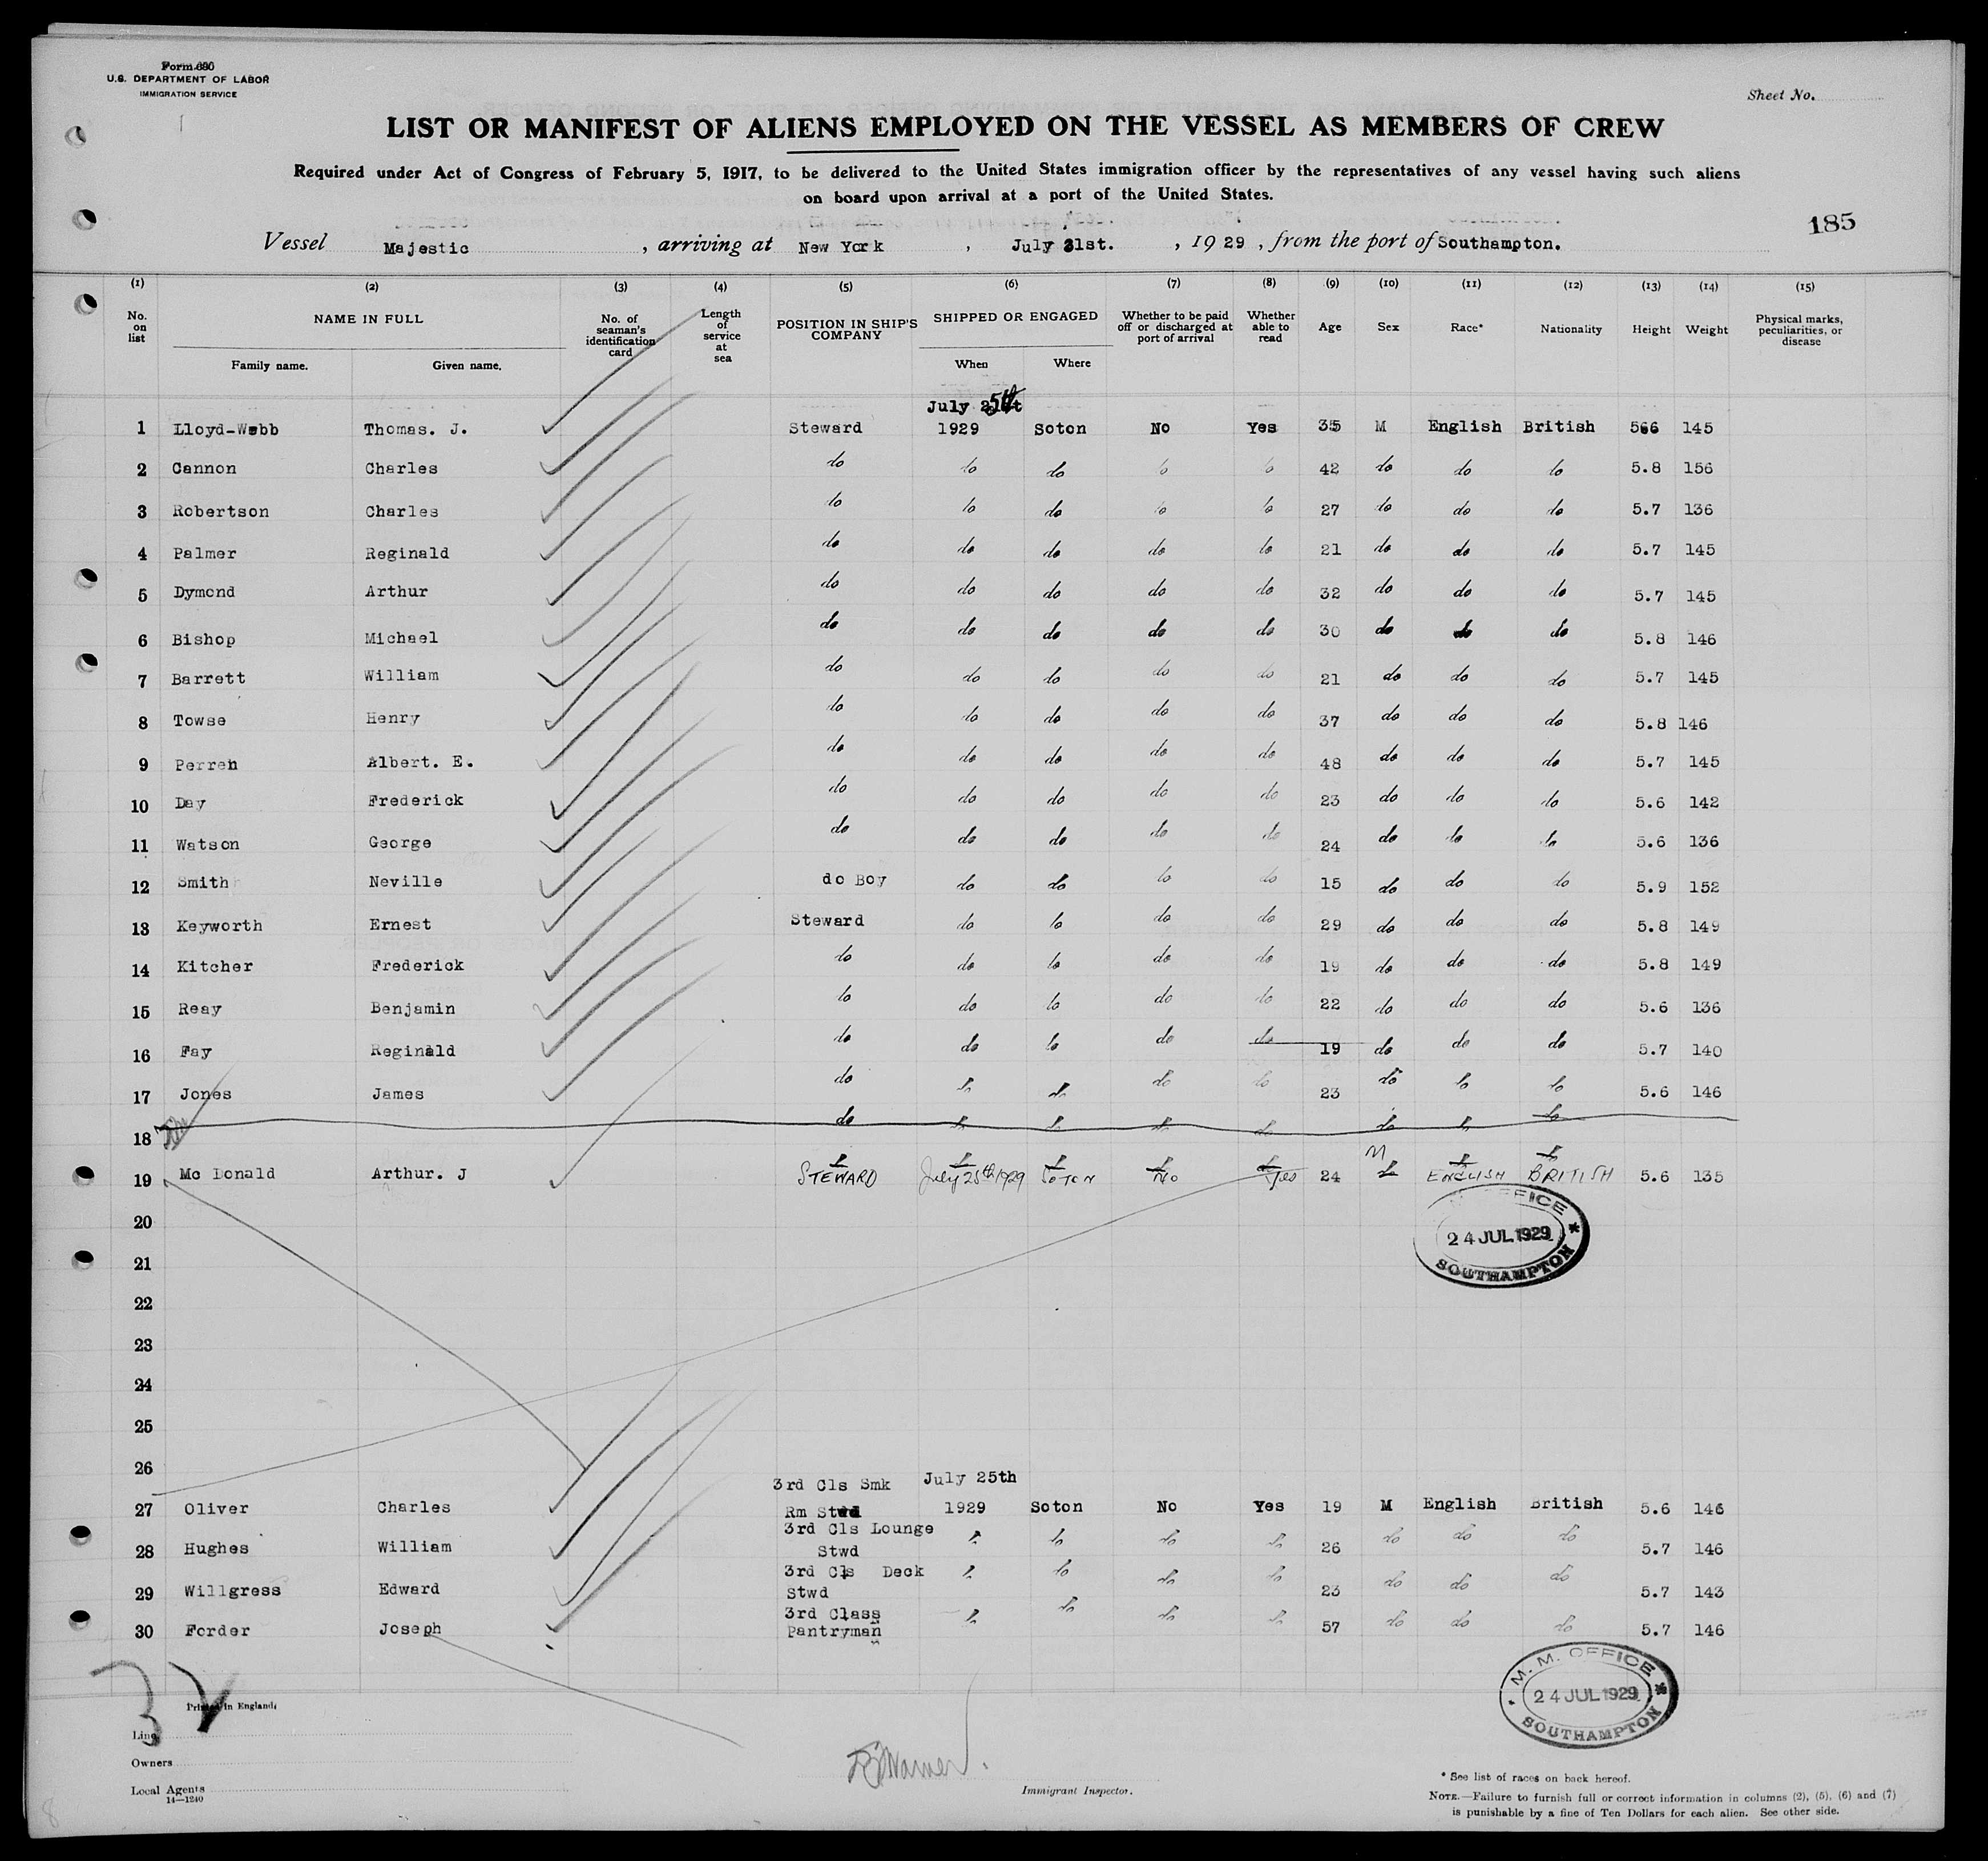 Form 680
U.S. DEPARTMENT OF LABOR
IMMIGRATION SERVICE
Sheet No.
LIST OR MANIFEST OF ALIENS EMPLOYED ON THE VESSEL AS MEMBERS OF CREW
Required under Act of Congress of February 5, 1917, to be delivered to the United States immigration officer by the representatives of any vessel having such aliens
on board upon arrival at a port of the United States.
185
Vessel Majestic , arriving at New York , July 31st. , 1929 , from the port of Southampton.
(1) (2) (3) (4) (5) (6) (7) (8) (9) (10) (11) (12) (13) (14) (15)
No. on list NAME IN FULL Family name. Given name. No. of seaman's identification card Length of service at sea POSITION IN SHIP'S COMPANY SHIPPED OR ENGAGED When Where Whether to be paid off or discharged at port of arrival Whether able to read Age Sex Race* Nationality Height Weight Physical marks, peculiarities, or disease
July 25th
1 Lloyd-Webb Thomas. J. Steward 1929 Soton No Yes 35 M English British 566 145
2 Cannon Charles do do do do do 42 do do do 5.8 156
3 Robertson Charles do do do do do 27 do do do 5.7 136
4 Palmer Reginald do do do do do 21 do do do 5.7 145
5 Dymond Arthur do do do do do 32 do do do 5.7 145
6 Bishop Michael do do do do do 30 do do do 5.8 146
7 Barrett William do do do do do 21 do do do 5.7 145
8 Towse Henry do do do do do 37 do do do 5.8 146
9 Perren Albert. E. do do do do do 48 do do do 5.7 145
10 Day Frederick do do do do do 23 do do do 5.6 142
11 Watson George do do do do do 24 do do do 5.6 136
12 Smith Neville do Boy do do do do 15 do do do 5.9 152
13 Keyworth Ernest Steward do do do do 29 do do do 5.8 149
14 Kitcher Frederick do do do do do 19 do do do 5.8 149
15 Reay Benjamin do do do do do 22 do do do 5.6 136
16 Fay Reginald do do do do do 19 do do do 5.7 140
17 Jones James do do do do do 23 do do do 5.6 146
18 do do do do do do do do
19 Mc Donald Arthur. J STEWARD July 25th 1929 SOTON No Yes 24 M ENGLISH BRITISH 5.6 135
20
M. M. OFFICE
24 JUL 1929
SOUTHAMPTON
21
22
23
24
25
26
3rd Cls Smk July 25th
27 Oliver Charles Rm Stwd 1929 Soton No Yes 19 M English British 5.6 146
3rd Cls Lounge
28 Hughes William Stwd do do do do 26 do do do 5.7 146
3rd Cls Deck
29 Willgress Edward Stwd do do do do 23 do do do 5.7 143
3rd Class
30 Forder Joseph Pantryman do do do do 57 do do do 5.7 146
M. M. OFFICE
24 JUL 1929
SOUTHAMPTON
Printed in England.
Line
Owners
Local Agents
14—1240
Immigrant Inspector.
* See list of races on back hereof.
NOTE.—Failure to furnish full or correct information in columns (2), (5), (6) and (7)
is punishable by a fine of Ten Dollars for each alien. See other side.